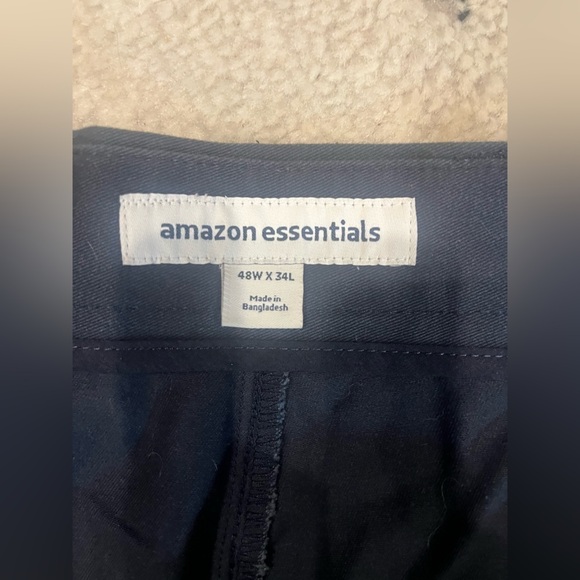 amazon essentials
48W X 34L
Made in
Bangladesh